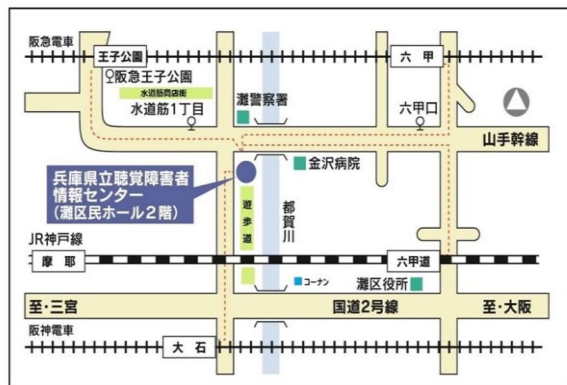 阪急電車
王子公園
六甲
阪急王子公園
水道筋商店街
水道筋1丁目
灘警察署
六甲口
山手幹線
兵庫県立聴覚障害者
情報センター
(灘区民ホール2階)
金沢病院
遊歩道
都賀川
JR神戸線
摩耶
六甲道
コーナン
灘区役所
至・三宮
国道2号線
至・大阪
阪神電車
大石